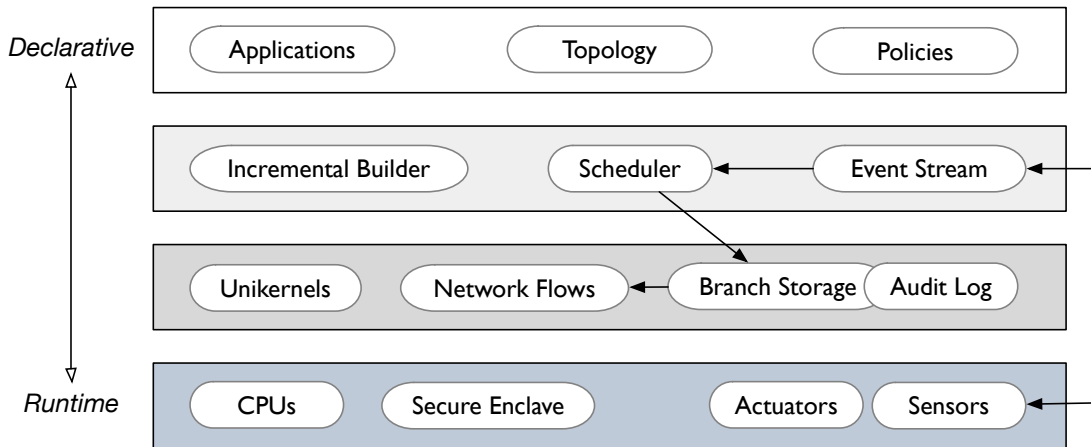 Declarative
Applications
Topology
Policies
Incremental Builder
Scheduler
Event Stream
Unikernels
Network Flows
Branch Storage
Audit Log
Runtime
CPUs
Secure Enclave
Actuators
Sensors